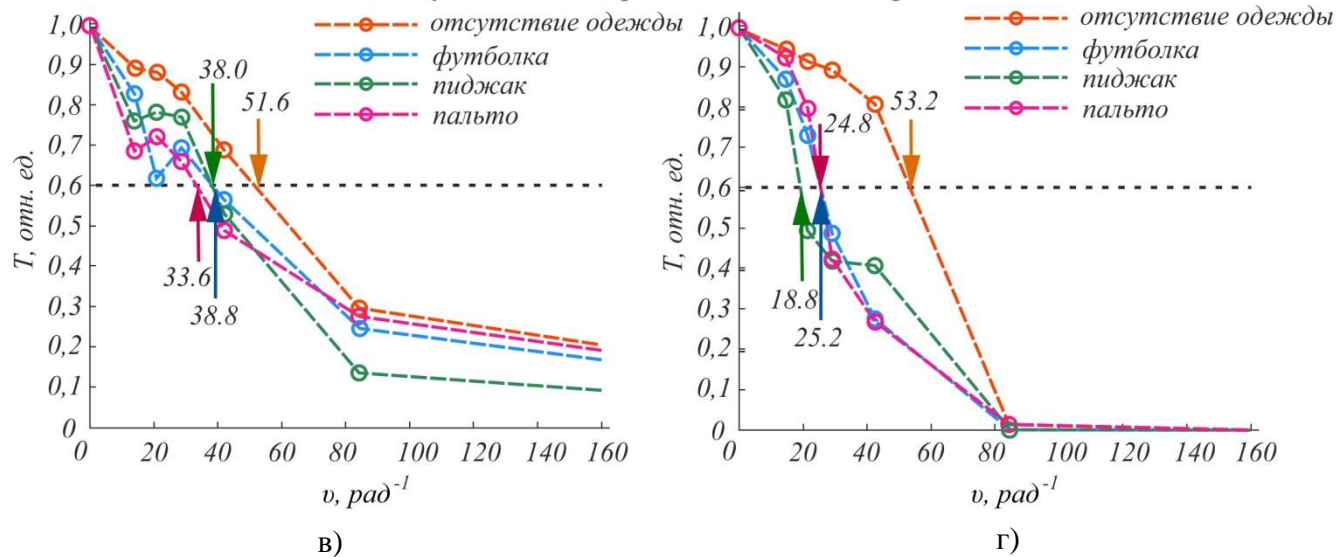 1,0
0,9
0,8
0,7
0,6
0,5
0,4
0,3
0,2
0,1
0
T, отн. ед.
отсутствие одежды
футболка
пиджак
пальто
38.0
51.6
33.6
38.8
0 20 40 60 80 100 120 140 160
υ, рад⁻¹
в)
1,0
0,9
0,8
0,7
0,6
0,5
0,4
0,3
0,2
0,1
0
T, отн. ед.
отсутствие одежды
футболка
пиджак
пальто
24.8
53.2
18.8
25.2
0 20 40 60 80 100 120 140 160
υ, рад⁻¹
г)